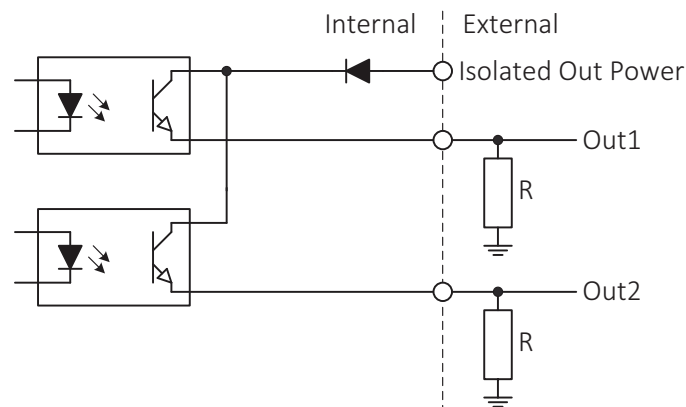 Internal
External
Isolated Out Power
Out1
R
Out2
R